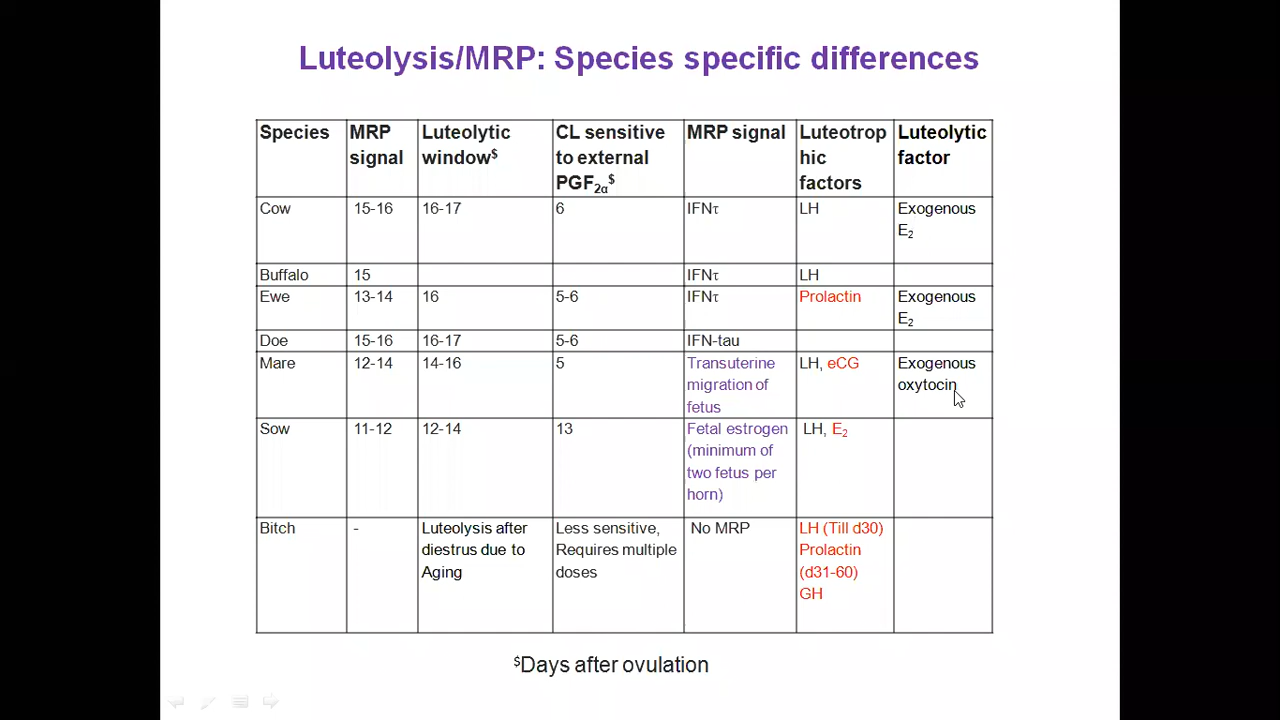 Luteolysis/MRP: Species specific differences
Species MRP signal Luteolytic window$ CL sensitive to external PGF2α$ MRP signal Luteotrop hic factors Luteolytic factor
Cow 15-16 16-17 6 IFNτ LH Exogenous E2
Buffalo 15 IFNτ LH
Ewe 13-14 16 5-6 IFNτ Prolactin Exogenous E2
Doe 15-16 16-17 5-6 IFN-tau
Mare 12-14 14-16 5 Transuterine migration of fetus LH, eCG Exogenous oxytocin
Sow 11-12 12-14 13 Fetal estrogen (minimum of two fetus per horn) LH, E2
Bitch - Luteolysis after diestrus due to Aging Less sensitive, Requires multiple doses No MRP LH (Till d30) Prolactin (d31-60) GH
$Days after ovulation